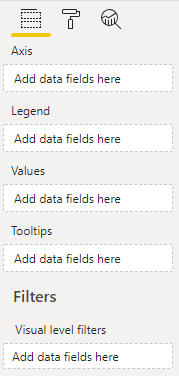 Axis
Add data fields here
Legend
Add data fields here
Values
Add data fields here
Tooltips
Add data fields here
Filters
Visual level filters
Add data fields here